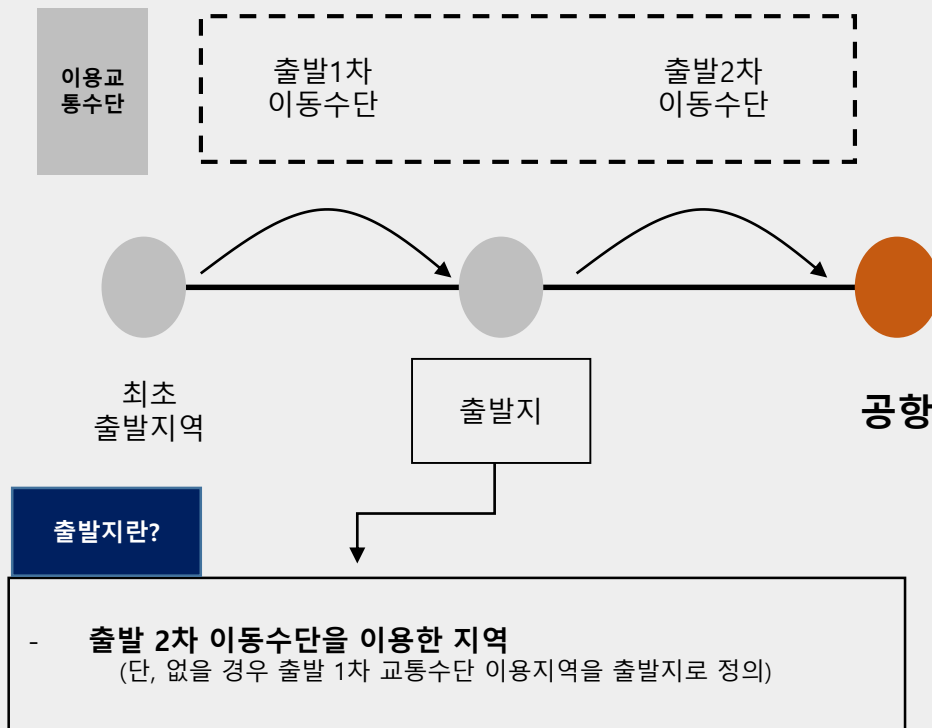 이용교
통수단
출발1차
이동수단
출발2차
이동수단
최초
출발지역
출발지
공항
출발지란?
- 출발 2차 이동수단을 이용한 지역
(단, 없을 경우 출발 1차 교통수단 이용지역을 출발지로 정의)